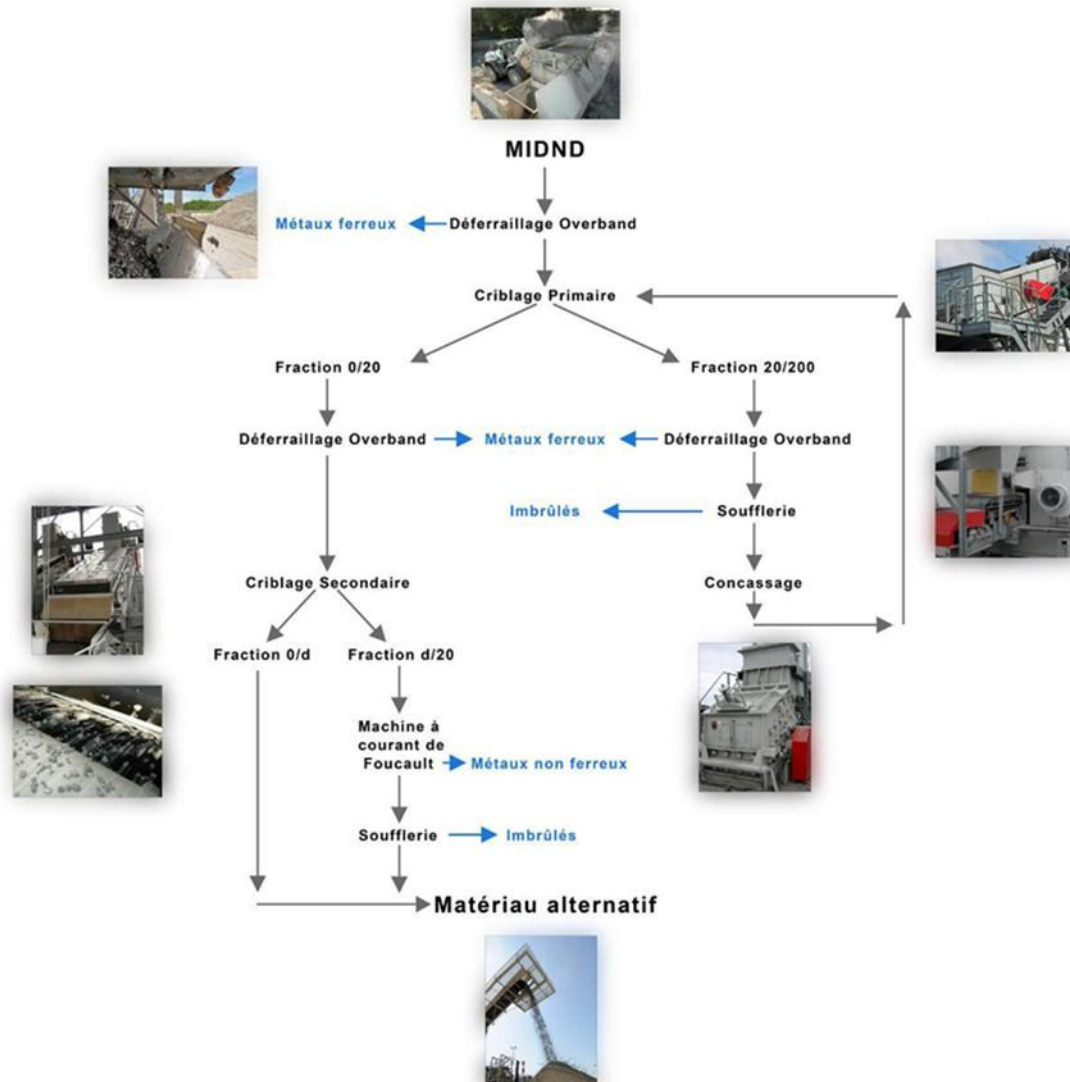 MIDND
Métaux ferreux
Déferraillage Overband
Criblage Primaire
Fraction 0/20
Fraction 20/200
Déferraillage Overband
Métaux ferreux
Déferraillage Overband
Imbrûlés
Soufflerie
Criblage Secondaire
Concassage
Fraction 0/d
Fraction d/20
Machine à
courant de
Foucault
Métaux non ferreux
Soufflerie
Imbrûlés
Matériau alternatif